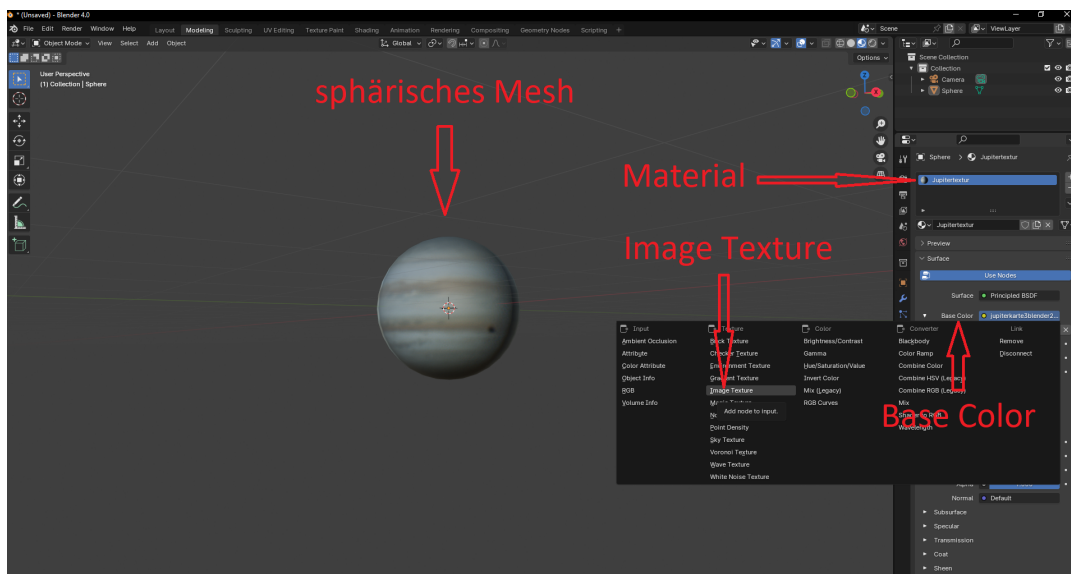 * (Unsaved) - Blender 4.0
File Edit Render Window Help Layout Modeling Sculpting UV Editing Texture Paint Shading Animation Rendering Compositing Geometry Nodes Scripting + Scene ViewLayer
Object Mode View Select Add Object Global
Options
User Perspective
(1) Collection | Sphere
Scene Collection
Collection
Camera
Sphere
sphärisches Mesh
Z
Sphere > Jupitertextur
Material
Jupitertextur
Jupitertextur
Preview
Image Texture
Surface
Use Nodes
Surface Principled BSDF
Base Color jupiterkarte3blender2...
Input Texture Color Converter Link
Ambient Occlusion Brick Texture Brightness/Contrast Blackbody Remove
Attribute Checker Texture Gamma Color Ramp Disconnect
Color Attribute Environment Texture Hue/Saturation/Value Combine Color
Object Info Gradient Texture Invert Color Combine HSV (Legacy)
RGB Image Texture Mix (Legacy) Combine RGB (Legacy)
Volume Info RGB Curves Mix
Add node to input.
Base Color
Point Density
Sky Texture
Voronoi Texture
Wave Texture
White Noise Texture
Normal Default
Subsurface
Specular
Transmission
Coat
Sheen